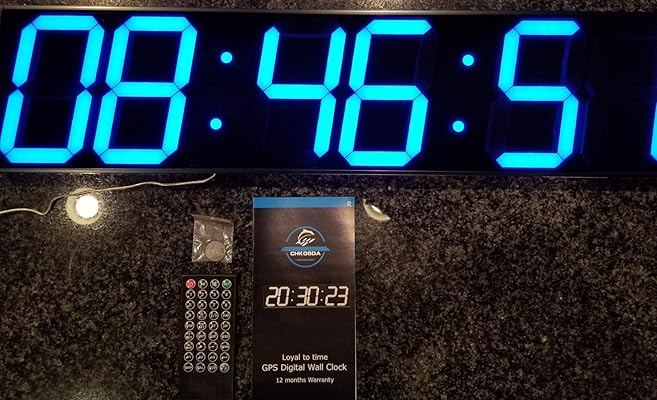 08:46:5
R
CHKOSDA
20:30:23
Loyal to time
GPS Digital Wall Clock
12 months Warranty